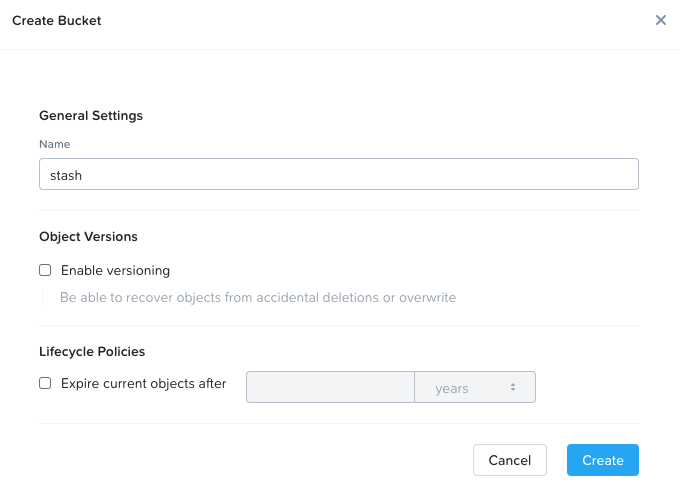 Create Bucket
General Settings
Name
stash
Object Versions
Enable versioning
Be able to recover objects from accidental deletions or overwrite
Lifecycle Policies
Expire current objects after years
Cancel Create